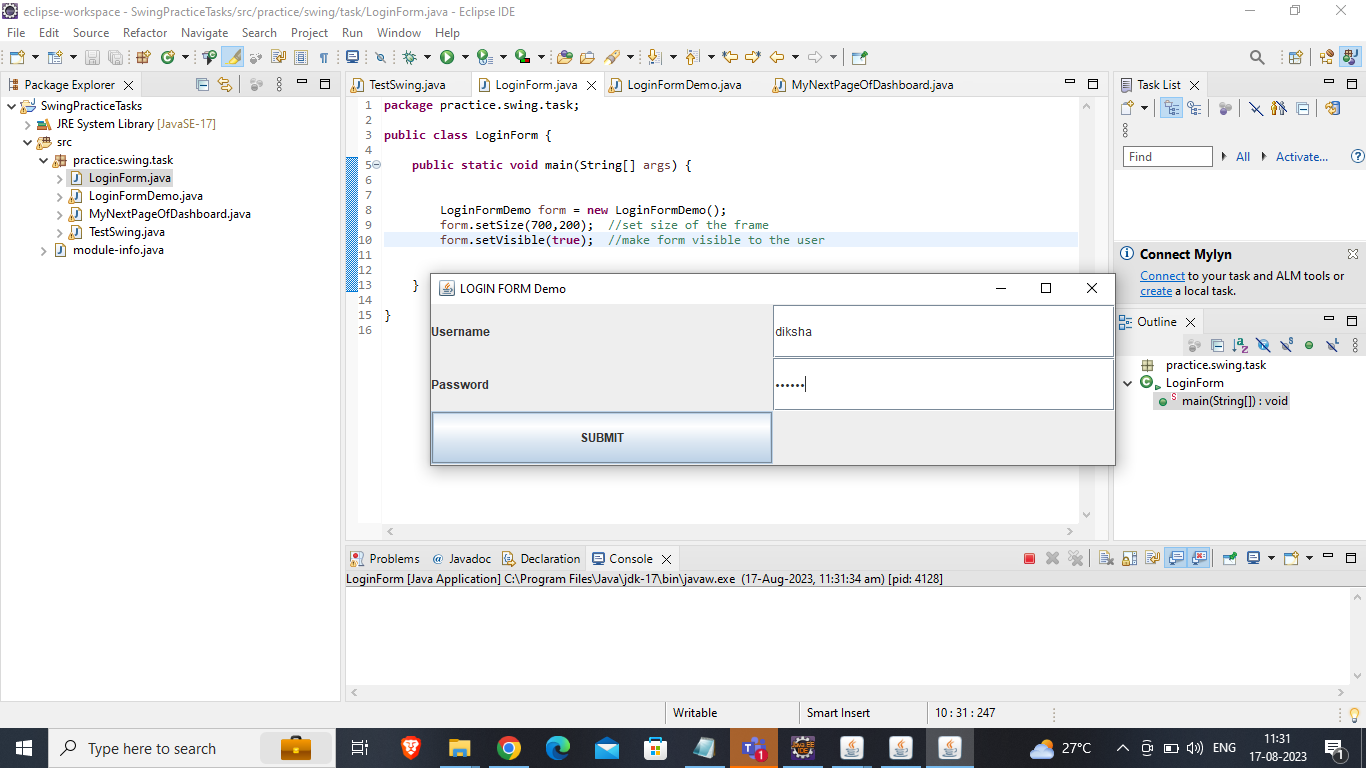 eclipse-workspace - SwingPracticeTasks/src/practice/swing/task/LoginForm.java - Eclipse IDE
File Edit Source Refactor Navigate Search Project Run Window Help
Package Explorer
SwingPracticeTasks
JRE System Library [JavaSE-17]
src
practice.swing.task
LoginForm.java
LoginFormDemo.java
MyNextPageOfDashboard.java
TestSwing.java
module-info.java
TestSwing.java LoginForm.java LoginFormDemo.java MyNextPageOfDashboard.java
1 package practice.swing.task;
2
3 public class LoginForm {
4
5 public static void main(String[] args) {
6
7
8 LoginFormDemo form = new LoginFormDemo();
9 form.setSize(700,200); //set size of the frame
10 form.setVisible(true); //make form visible to the user
11
12
13 }
14
15 }
16
LOGIN FORM Demo
Username diksha
Password ••••••
SUBMIT
Task List
Find All Activate...
Connect Mylyn
Connect to your task and ALM tools or
create a local task.
Outline
practice.swing.task
LoginForm
main(String[]) : void
Problems @ Javadoc Declaration Console
LoginForm [Java Application] C:\Program Files\Java\jdk-17\bin\javaw.exe (17-Aug-2023, 11:31:34 am) [pid: 4128]
Writable Smart Insert 10 : 31 : 247
Type here to search
1
27°C ENG
11:31
17-08-2023
1